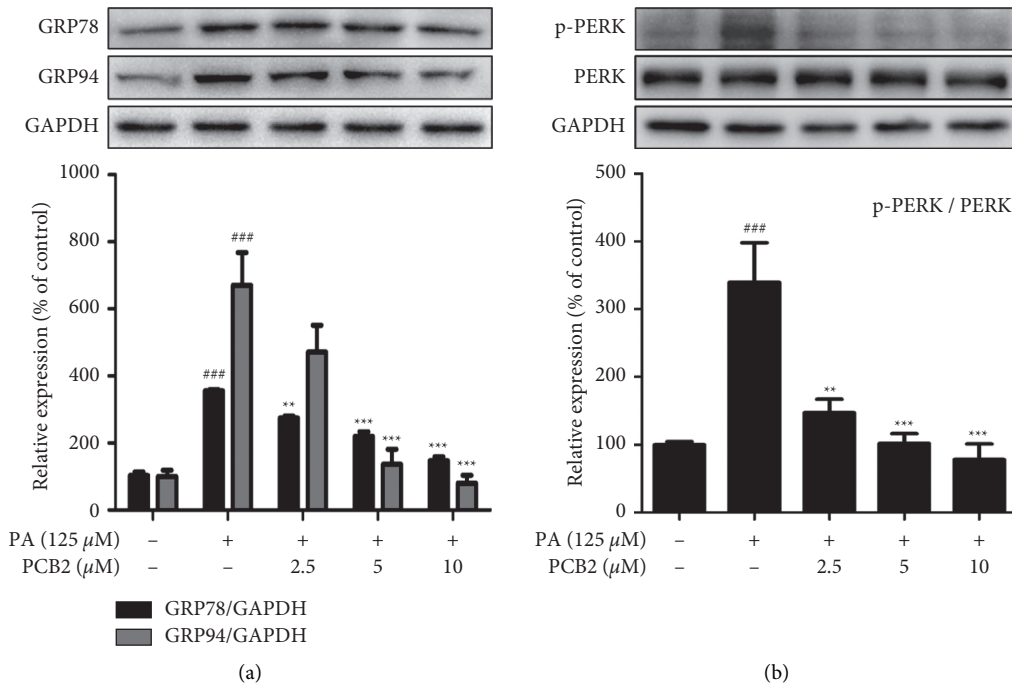 GRP78
GRP94
GAPDH
1000
800
600
400
200
0
Relative expression (% of control)
###
###
**
***
***
***
***
PA (125 μM) – + + + +
PCB2 (μM) – – 2.5 5 10
GRP78/GAPDH
GRP94/GAPDH
(a)
p-PERK
PERK
GAPDH
500
400
300
200
100
0
Relative expression (% of control)
p-PERK / PERK
###
**
***
***
PA (125 μM) – + + + +
PCB2 (μM) – – 2.5 5 10
(b)